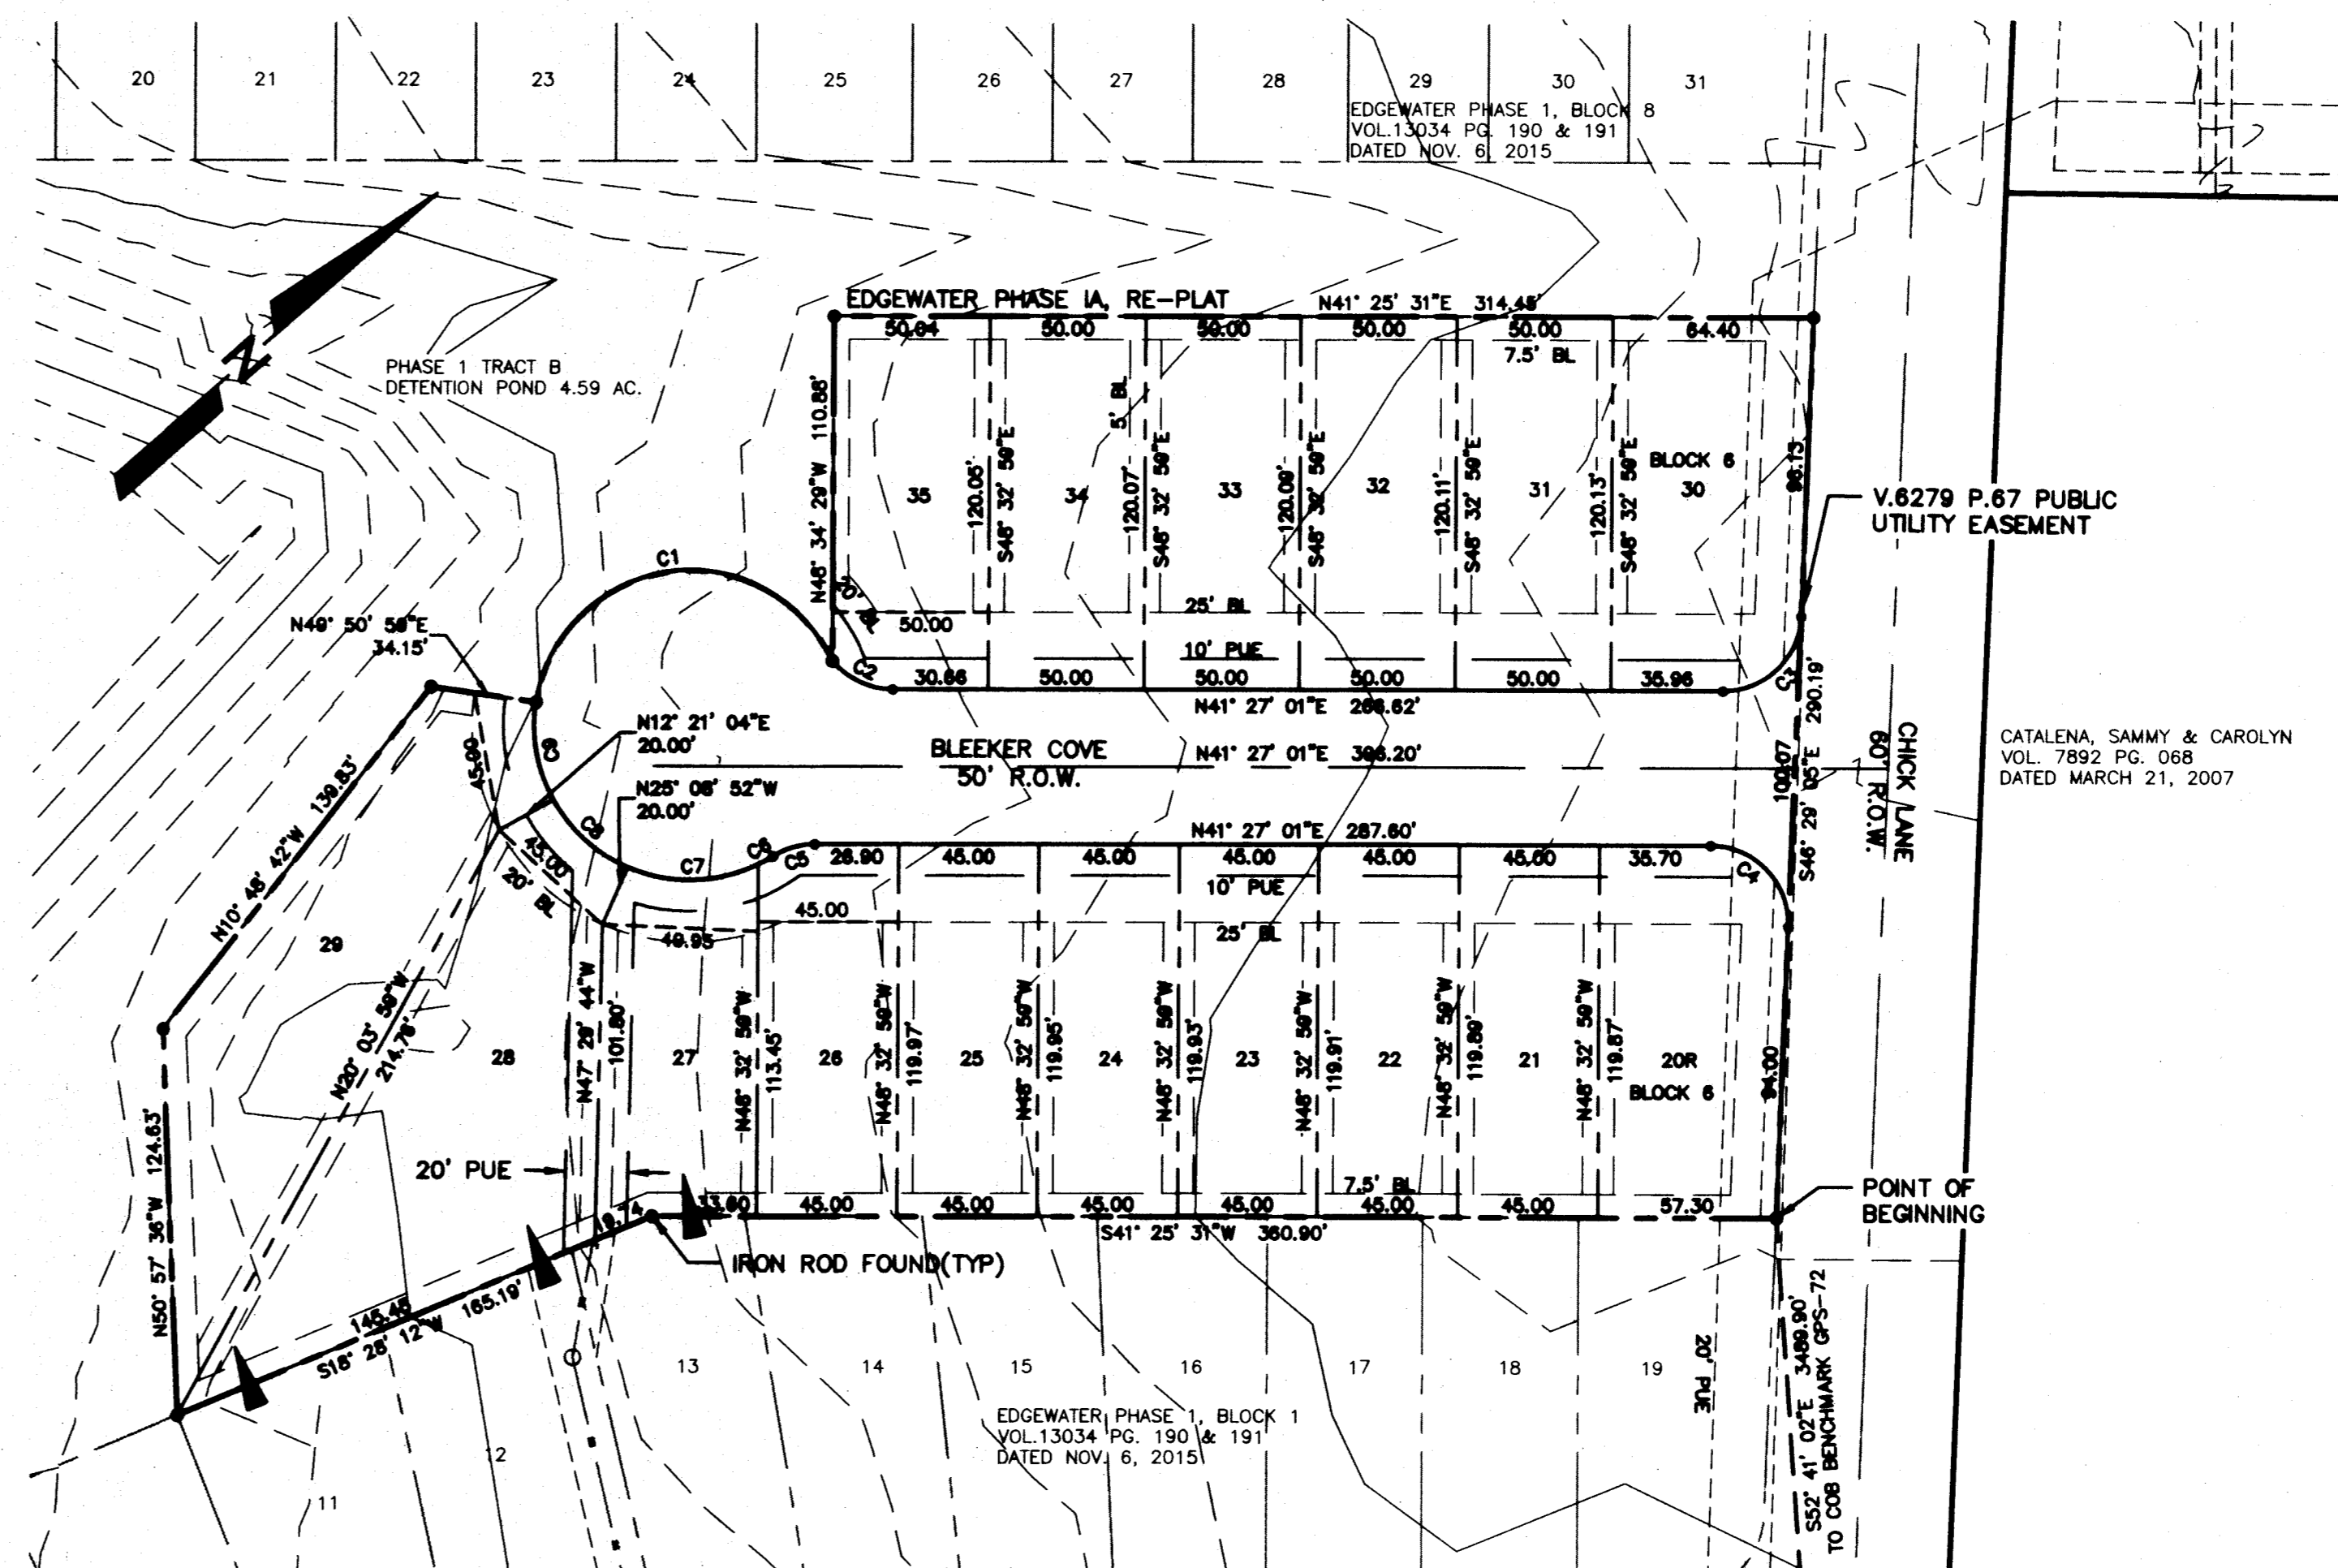 20
21
22
23
24
25
26
27
28
29
30
31
EDGEWATER PHASE 1, BLOCK 8
VOL.13034 PG. 190 & 191
DATED NOV. 6, 2015
EDGEWATER PHASE IA, RE-PLAT
N41° 25' 31"E 314.45'
50.04
50.00
50.00
50.00
50.00
64.40
7.5' BL
N
PHASE 1 TRACT B
DETENTION POND 4.59 AC.
N48° 34' 29"W 110.88'
5' BL
BLOCK 6
35
34
33
32
31
30
120.05'
S48° 32' 59"E
120.07'
S48° 32' 59"E
120.09'
S48° 32' 59"E
120.11'
S48° 32' 59"E
120.13'
S48° 32' 59"E
V.6279 P.67 PUBLIC
UTILITY EASEMENT
C1
20' BL
25' BL
50.00
N49° 50' 59"E
34.15'
10' PUE
C2
30.66
50.00
50.00
50.00
50.00
35.96
C3
N41° 27' 01"E 266.62'
N12° 21' 04"E
20.00'
BLEEKER COVE
50' R.O.W.
N41° 27' 01"E 306.20'
N25° 08' 52"W
20.00'
S46° 29' 05"E 290.19'
100.07
CHICK LANE
60' R.O.W.
CATALENA, SAMMY & CAROLYN
VOL. 7892 PG. 068
DATED MARCH 21, 2007
45.00
C9
C8
C7
C6
C5
C4
N41° 27' 01"E 287.60'
26.90
45.00
45.00
45.00
45.00
45.00
35.70
10' PUE
N10° 48' 42"W 139.83'
45.00
20' BL
45.00
49.95
25' BL
29
28
27
26
25
24
23
22
21
20R
BLOCK 6
N20° 03' 59"W
214.76'
N47° 29' 44"W
101.80'
N48° 32' 59"W
113.45'
N48° 32' 59"W
119.97'
N48° 32' 59"W
119.95'
N48° 32' 59"W
119.93'
N48° 32' 59"W
119.91'
N48° 32' 59"W
119.89'
N48° 32' 59"W
119.87'
94.00
N50° 57' 36"W 124.63'
20' PUE
7.5' BL
19.74
33.60
45.00
45.00
45.00
45.00
45.00
45.00
57.30
POINT OF
BEGINNING
S41° 25' 31"W 360.90'
IRON ROD FOUND(TYP)
145.45
S18° 28' 12"W 165.19'
11
12
13
14
15
16
17
18
19
20' PUE
S52° 41' 02"E 3489.90'
TO COB BENCHMARK GPS-72
EDGEWATER PHASE 1, BLOCK 1
VOL.13034 PG. 190 & 191
DATED NOV. 6, 2015